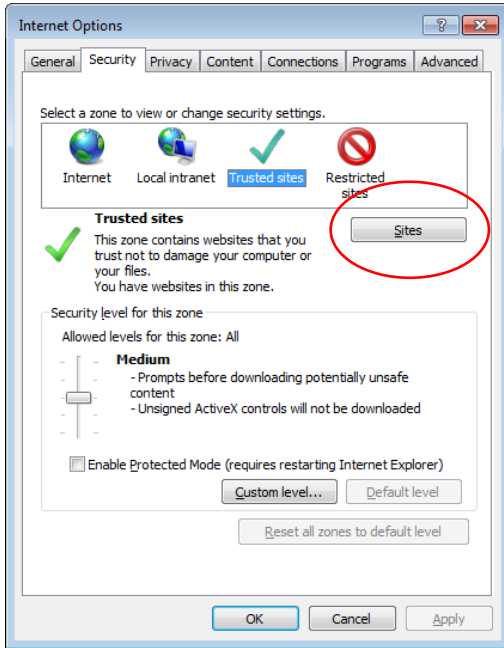 Internet Options
General Security Privacy Content Connections Programs Advanced
Select a zone to view or change security settings.
Internet Local intranet Trusted sites Restricted
sites
Trusted sites
Sites
This zone contains websites that you
trust not to damage your computer or
your files.
You have websites in this zone.
Security level for this zone
Allowed levels for this zone: All
Medium
- Prompts before downloading potentially unsafe
content
- Unsigned ActiveX controls will not be downloaded
Enable Protected Mode (requires restarting Internet Explorer)
Custom level... Default level
Reset all zones to default level
OK Cancel Apply